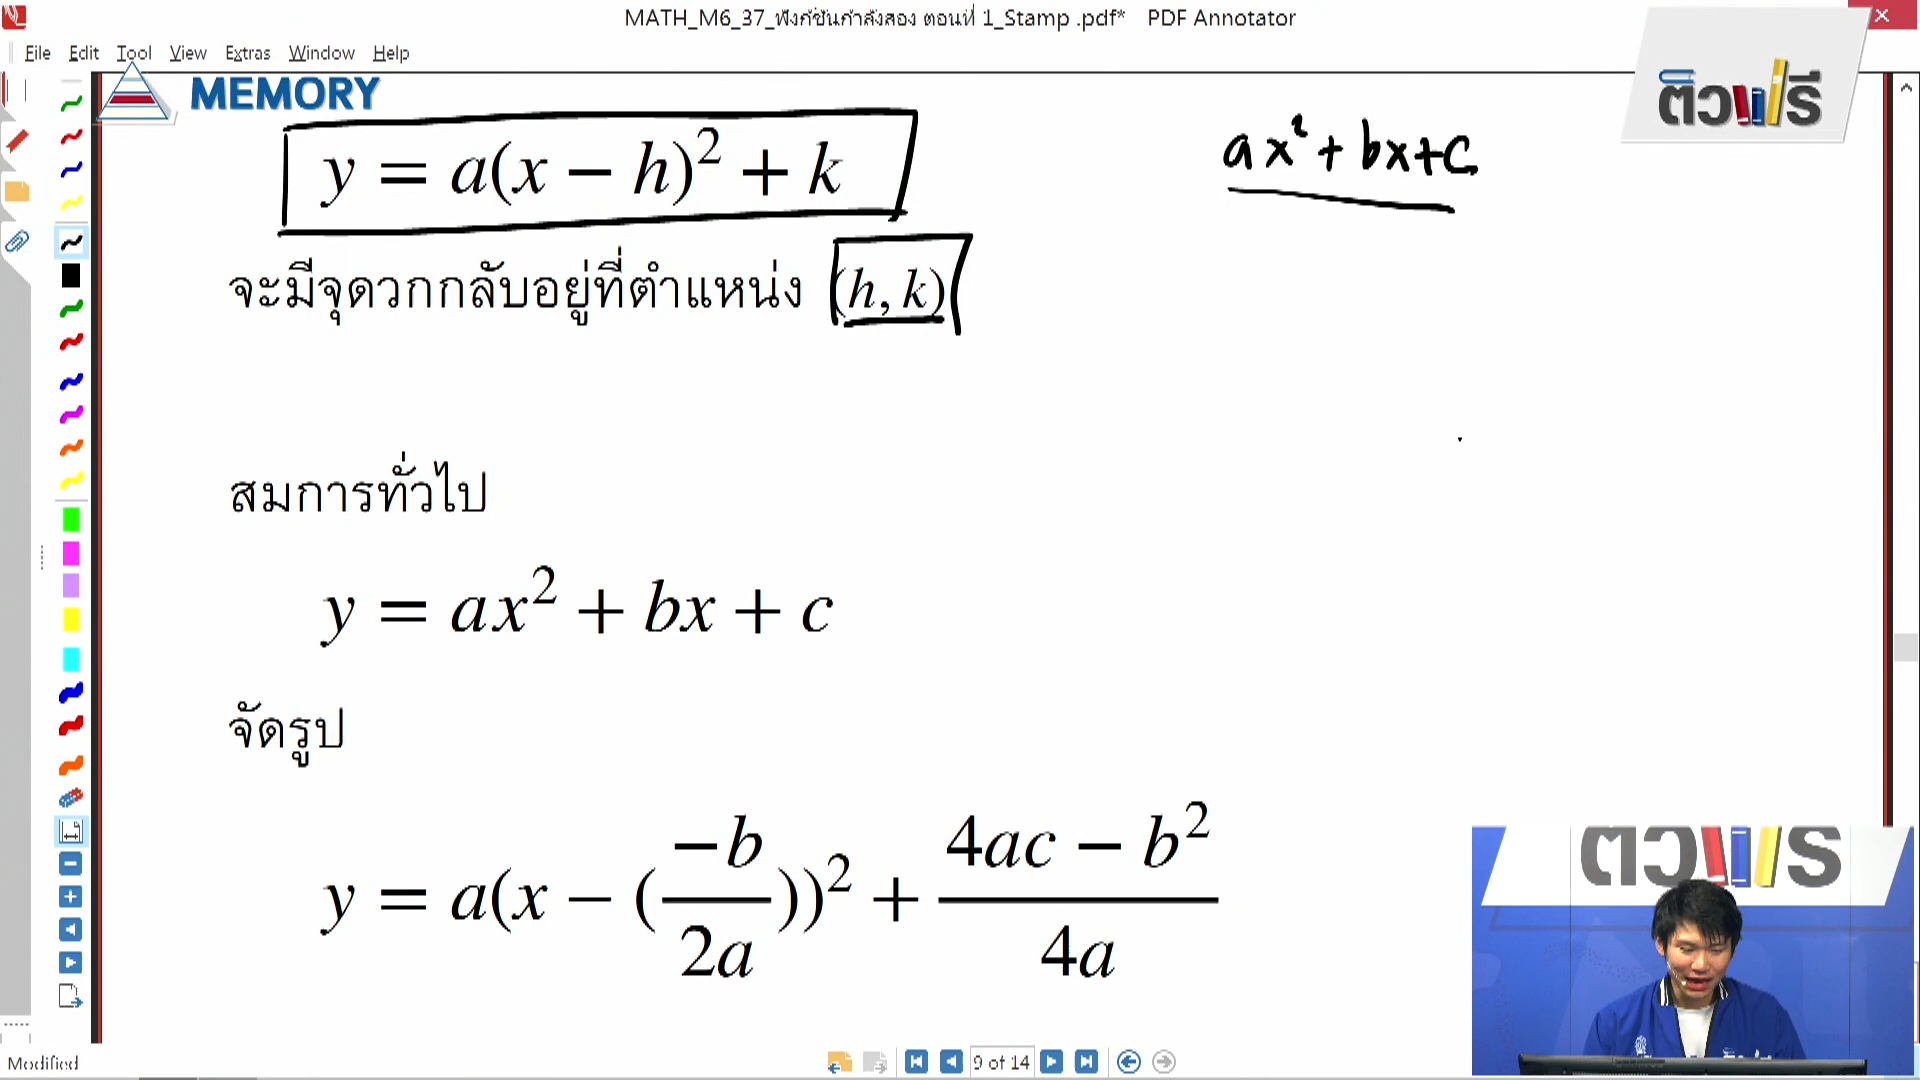 MATH_M6_37_ฟังก์ชันกำลังสอง ตอนที่ 1_Stamp .pdf* PDF Annotator
File Edit Tool View Extras Window Help
MEMORY
ติวฟรี
y = a(x − h)² + k
ax² + bx + c
จะมีจุดวกกลับอยู่ที่ตำแหน่ง (h, k)
สมการทั่วไป
y = ax² + bx + c
จัดรูป
y = a(x − (−b/2a))² + (4ac − b²)/4a
ติวฟรี
Modified
9 of 14